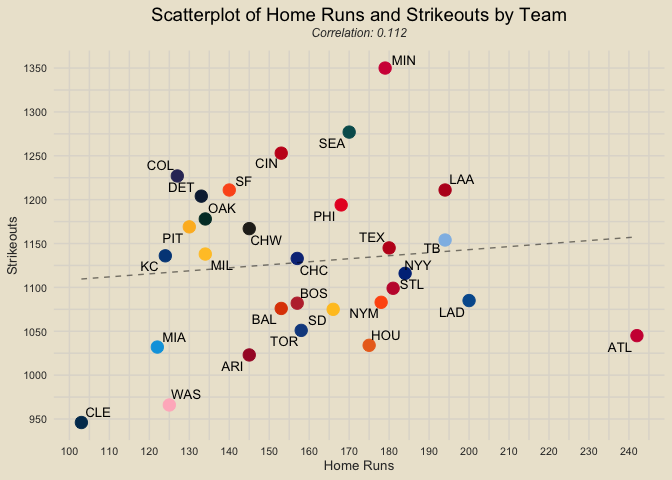 Scatterplot of Home Runs and Strikeouts by Team
Correlation: 0.112
Strikeouts
1350
1300
1250
1200
1150
1100
1050
1000
950
MIN
SEA
CIN
COL
DET
SF
LAA
OAK
PHI
PIT
CHW
TEX
TB
KC
MIL
CHC
NYY
STL
BOS
BAL
SD
NYM
LAD
TOR
HOU
MIA
ATL
ARI
WAS
CLE
100 110 120 130 140 150 160 170 180 190 200 210 220 230 240
Home Runs